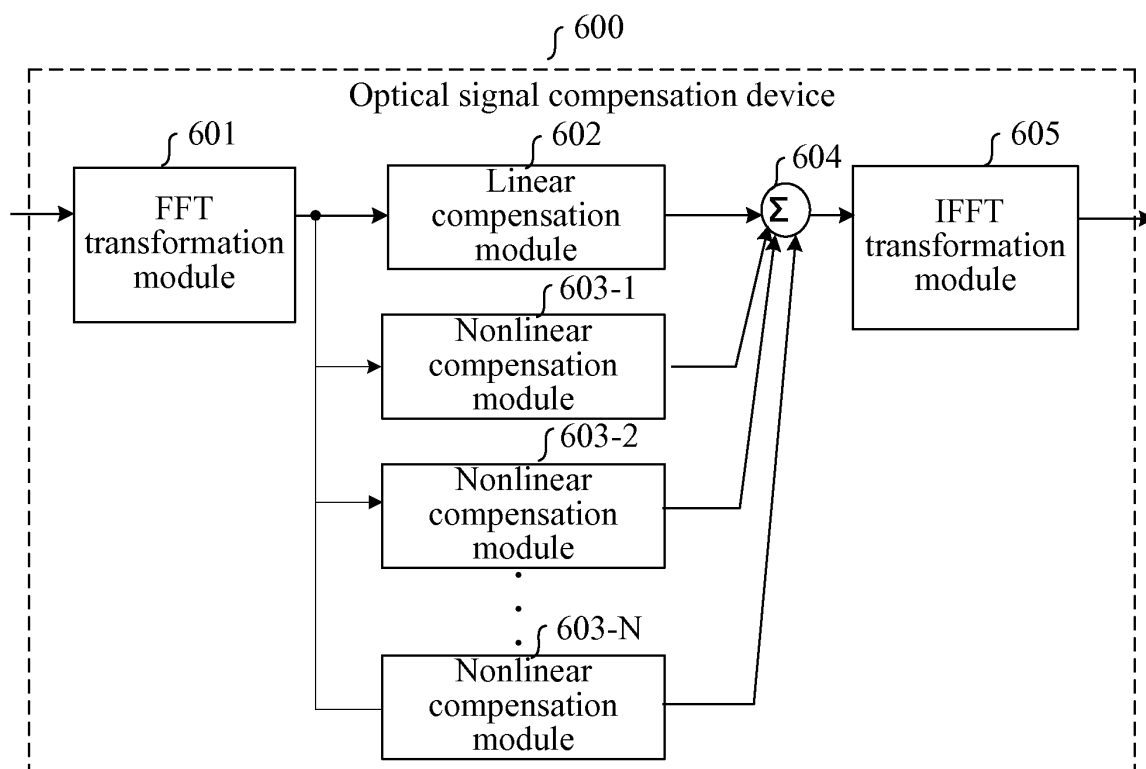 600
Optical signal compensation device
601
602
604
605
FFT
transformation
module
Linear
compensation
module
Σ
IFFT
transformation
module
603-1
Nonlinear
compensation
module
603-2
Nonlinear
compensation
module
603-N
Nonlinear
compensation
module